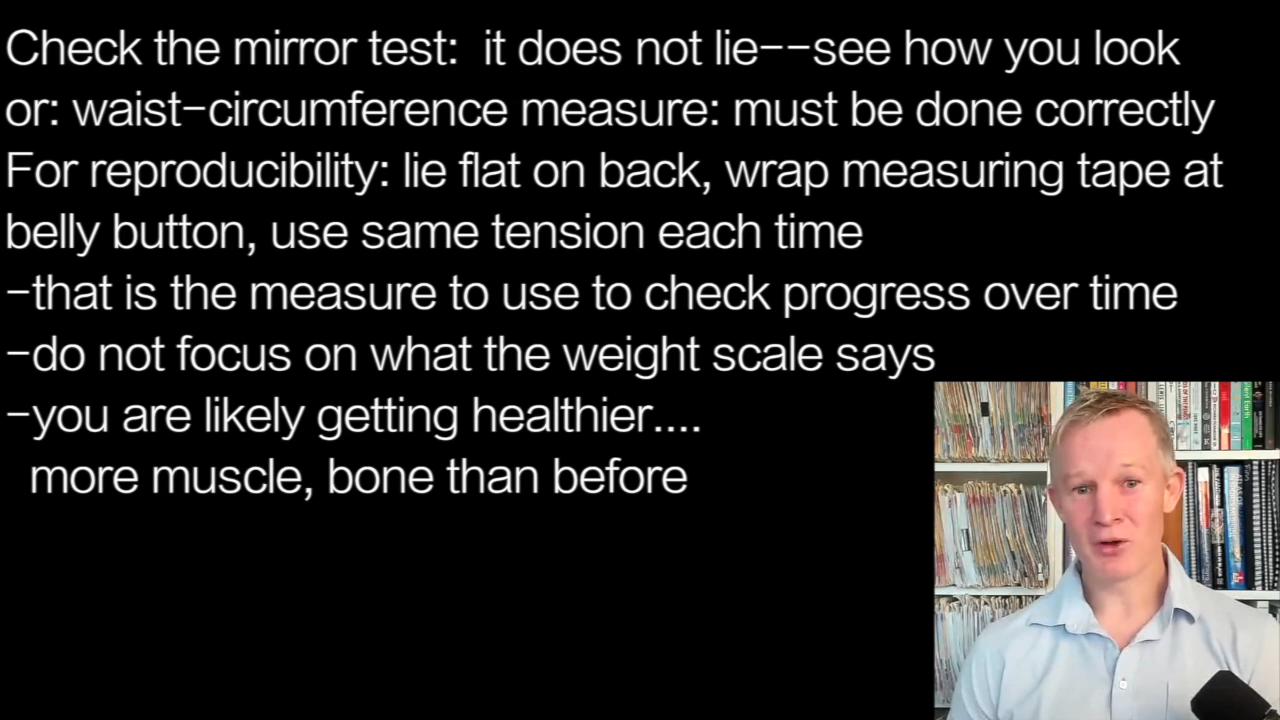 Check the mirror test:  it does not lie--see how you look
or: waist-circumference measure: must be done correctly
For reproducibility: lie flat on back, wrap measuring tape at
belly button, use same tension each time
-that is the measure to use to check progress over time
-do not focus on what the weight scale says
-you are likely getting healthier....
more muscle, bone than before